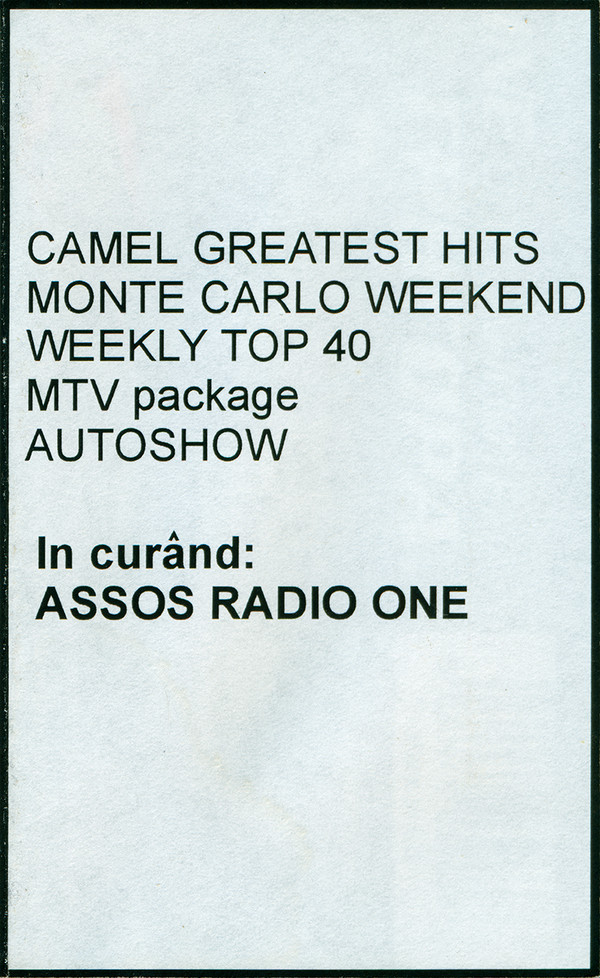 CAMEL GREATEST HITS
MONTE CARLO WEEKEND
WEEKLY TOP 40
MTV package
AUTOSHOW
In curând:
ASSOS RADIO ONE